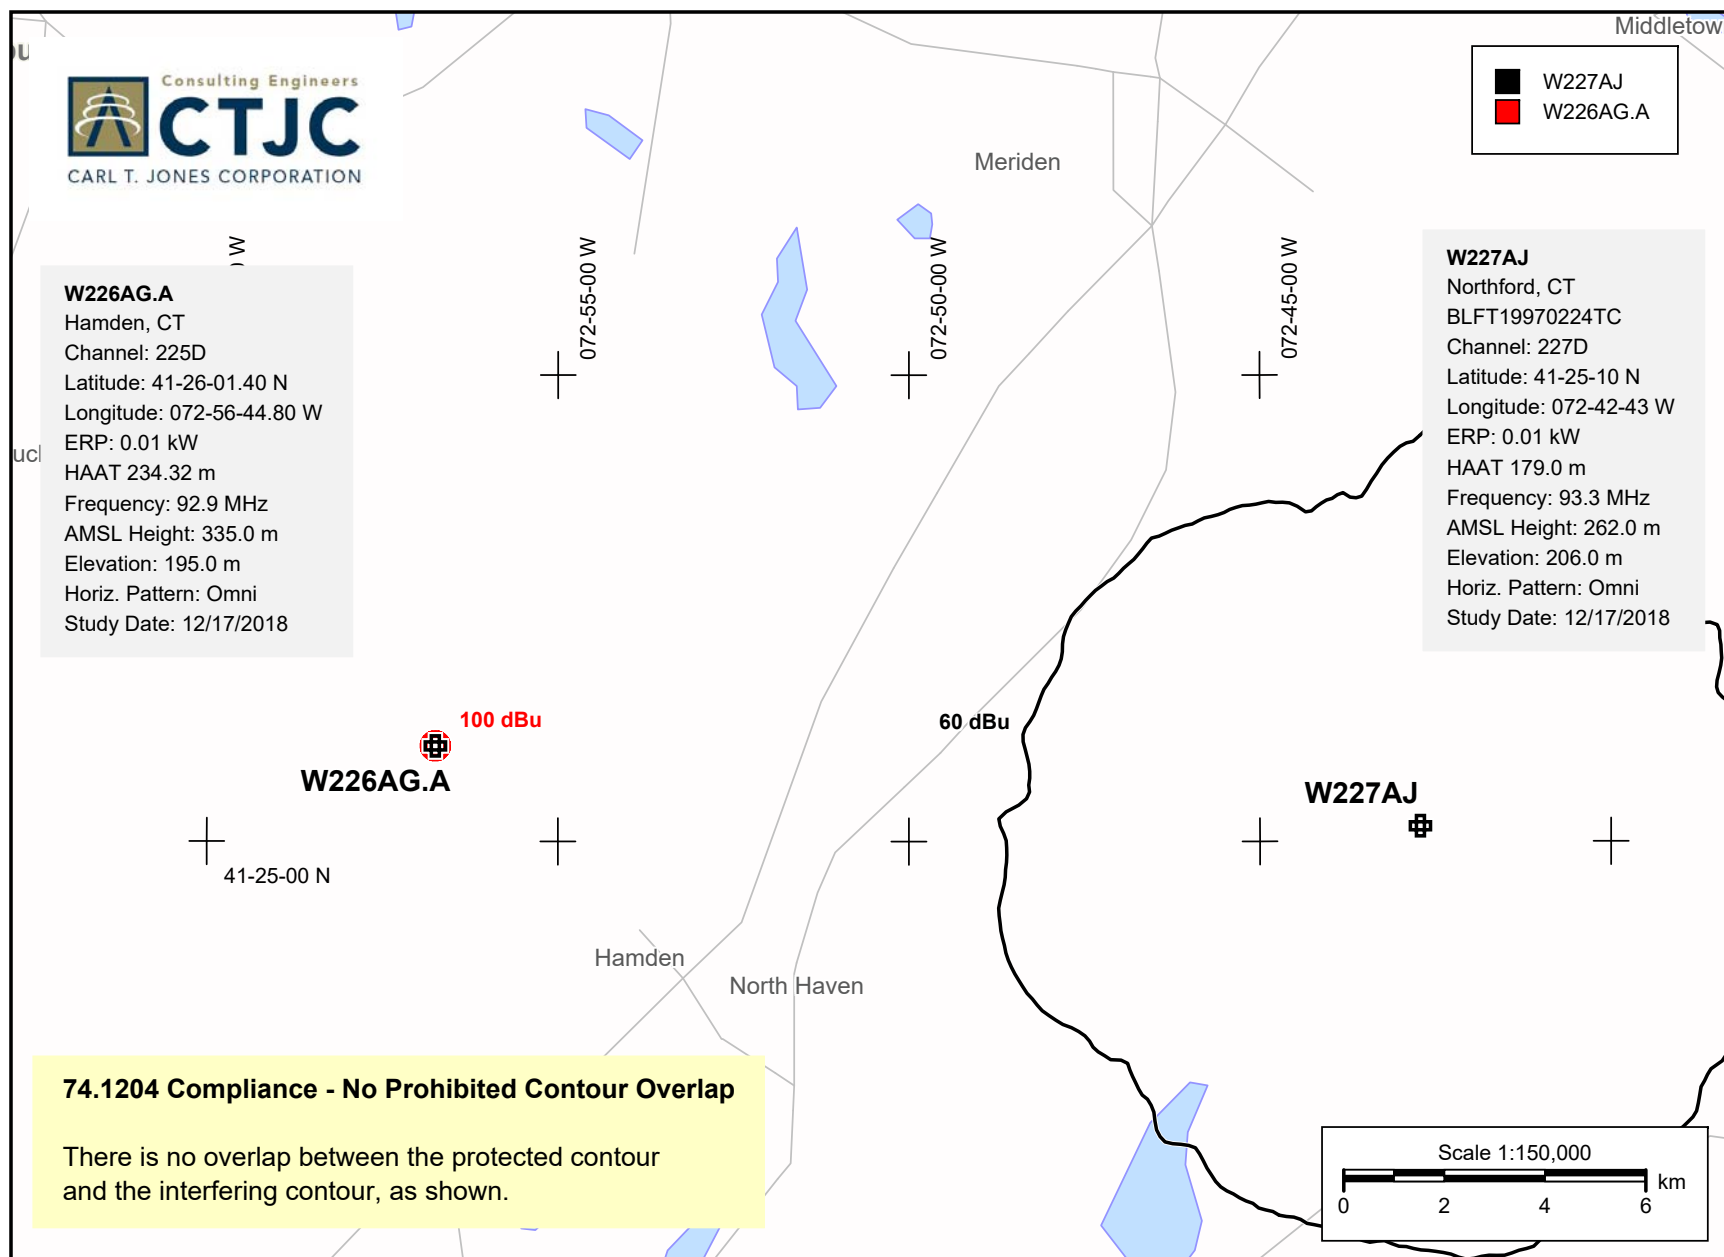 Middletow
W227AJ
W226AG.A
Consulting Engineers
CTJC
CARL T. JONES CORPORATION
Meriden
072-55-00 W
072-50-00 W
072-45-00 W
W226AG.A
Hamden, CT
Channel: 225D
Latitude: 41-26-01.40 N
Longitude: 072-56-44.80 W
ERP: 0.01 kW
HAAT 234.32 m
Frequency: 92.9 MHz
AMSL Height: 335.0 m
Elevation: 195.0 m
Horiz. Pattern: Omni
Study Date: 12/17/2018
W227AJ
Northford, CT
BLFT19970224TC
Channel: 227D
Latitude: 41-25-10 N
Longitude: 072-42-43 W
ERP: 0.01 kW
HAAT 179.0 m
Frequency: 93.3 MHz
AMSL Height: 262.0 m
Elevation: 206.0 m
Horiz. Pattern: Omni
Study Date: 12/17/2018
100 dBu
60 dBu
W226AG.A
W227AJ
41-25-00 N
Hamden
North Haven
74.1204 Compliance - No Prohibited Contour Overlap
There is no overlap between the protected contour
and the interfering contour, as shown.
Scale 1:150,000
km
0 2 4 6